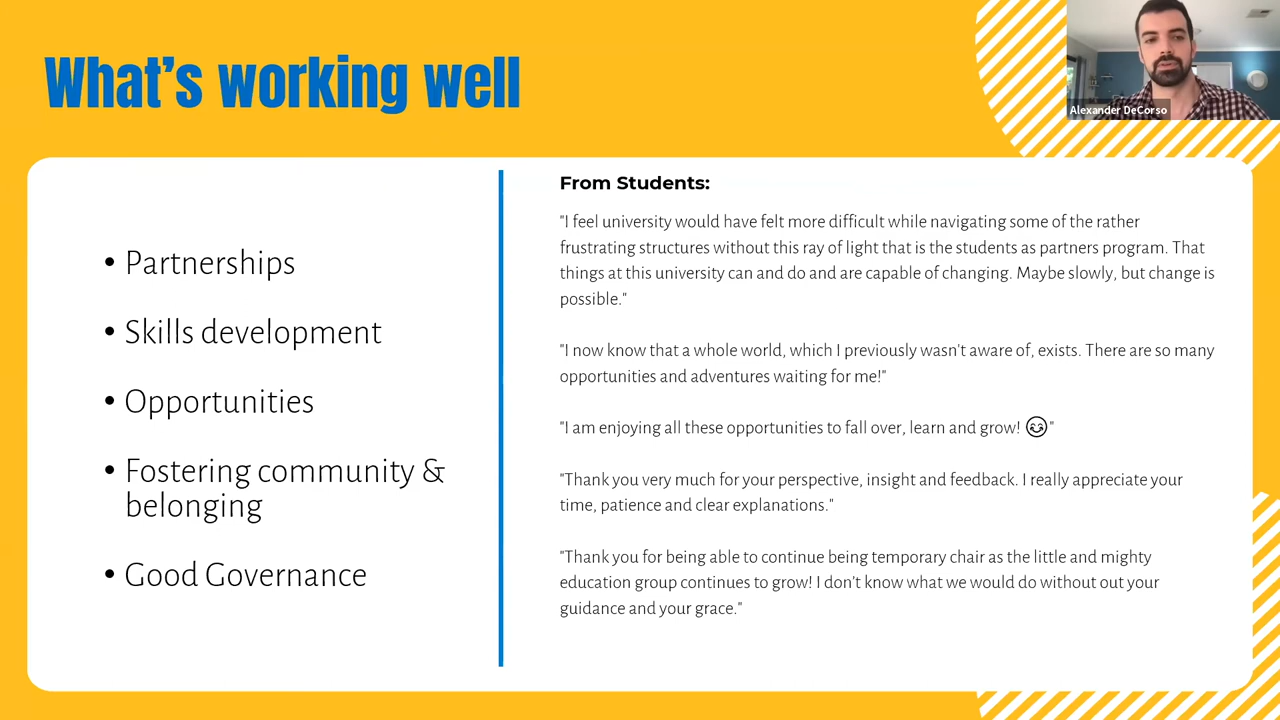 What's working well
Alexander DeCorso
• Partnerships
• Skills development
• Opportunities
• Fostering community &
belonging
• Good Governance
From Students:
"I feel university would have felt more difficult while navigating some of the rather
frustrating structures without this ray of light that is the students as partners program. That
things at this university can and do and are capable of changing. Maybe slowly, but change is
possible."
"I now know that a whole world, which I previously wasn't aware of, exists. There are so many
opportunities and adventures waiting for me!"
"I am enjoying all these opportunities to fall over, learn and grow! 😊"
"Thank you very much for your perspective, insight and feedback. I really appreciate your
time, patience and clear explanations."
"Thank you for being able to continue being temporary chair as the little and mighty
education group continues to grow! I don't know what we would do without out your
guidance and your grace."